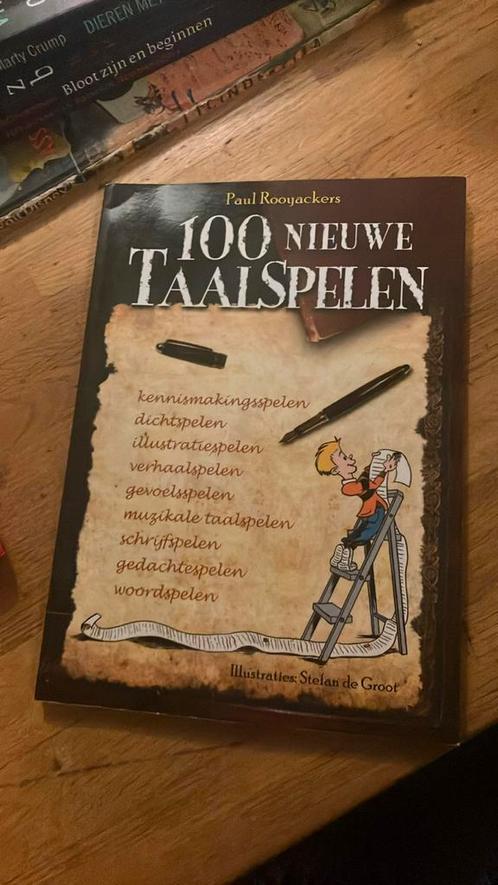 Marty Crump
DIEREN ME
Bloot zijn en beginnen
Paul Rooyackers
100 NIEUWE
TAALSPELEN
kennismakingsspelen
dichtspelen
illustratiespelen
verhaalspelen
gevoelsspelen
muzikale taalspelen
schrijfspelen
gedachtespelen
woordspelen
Illustraties: Stefan de Groot